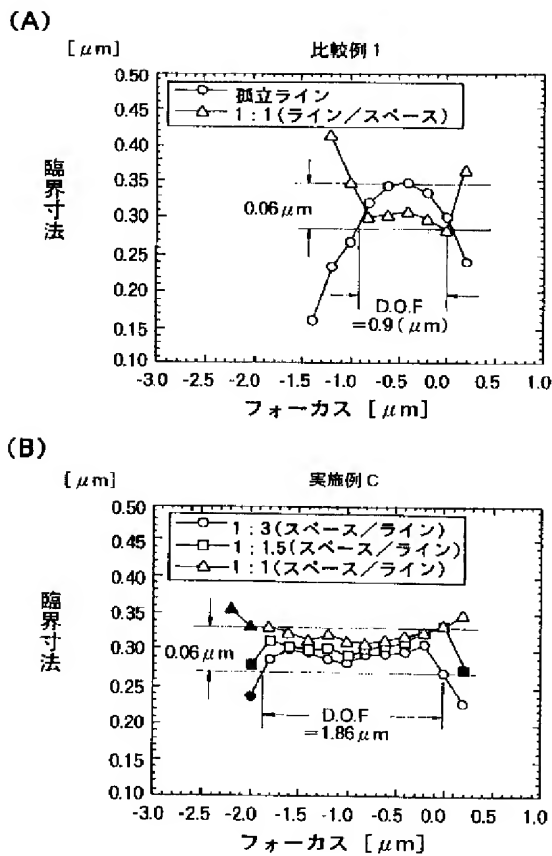 (A)
[μm]
比較例1
0.50
孤立ライン
1:1(ライン/スペース)
0.45
0.40
0.35
0.30
0.25
0.20
0.15
0.10
臨界寸法
0.06μm
D.O.F
=0.9(μm)
-3.0 -2.5 -2.0 -1.5 -1.0 -0.5 0.0 0.5 1.0
フォーカス [μm]
(B)
[μm]
実施例C
0.50
1:3(スペース/ライン)
1:1.5(スペース/ライン)
1:1(スペース/ライン)
0.45
0.40
0.35
0.30
0.25
0.20
0.15
0.10
臨界寸法
0.06μm
D.O.F
=1.86μm
-3.0 -2.5 -2.0 -1.5 -1.0 -0.5 0.0 0.5 1.0
フォーカス [μm]